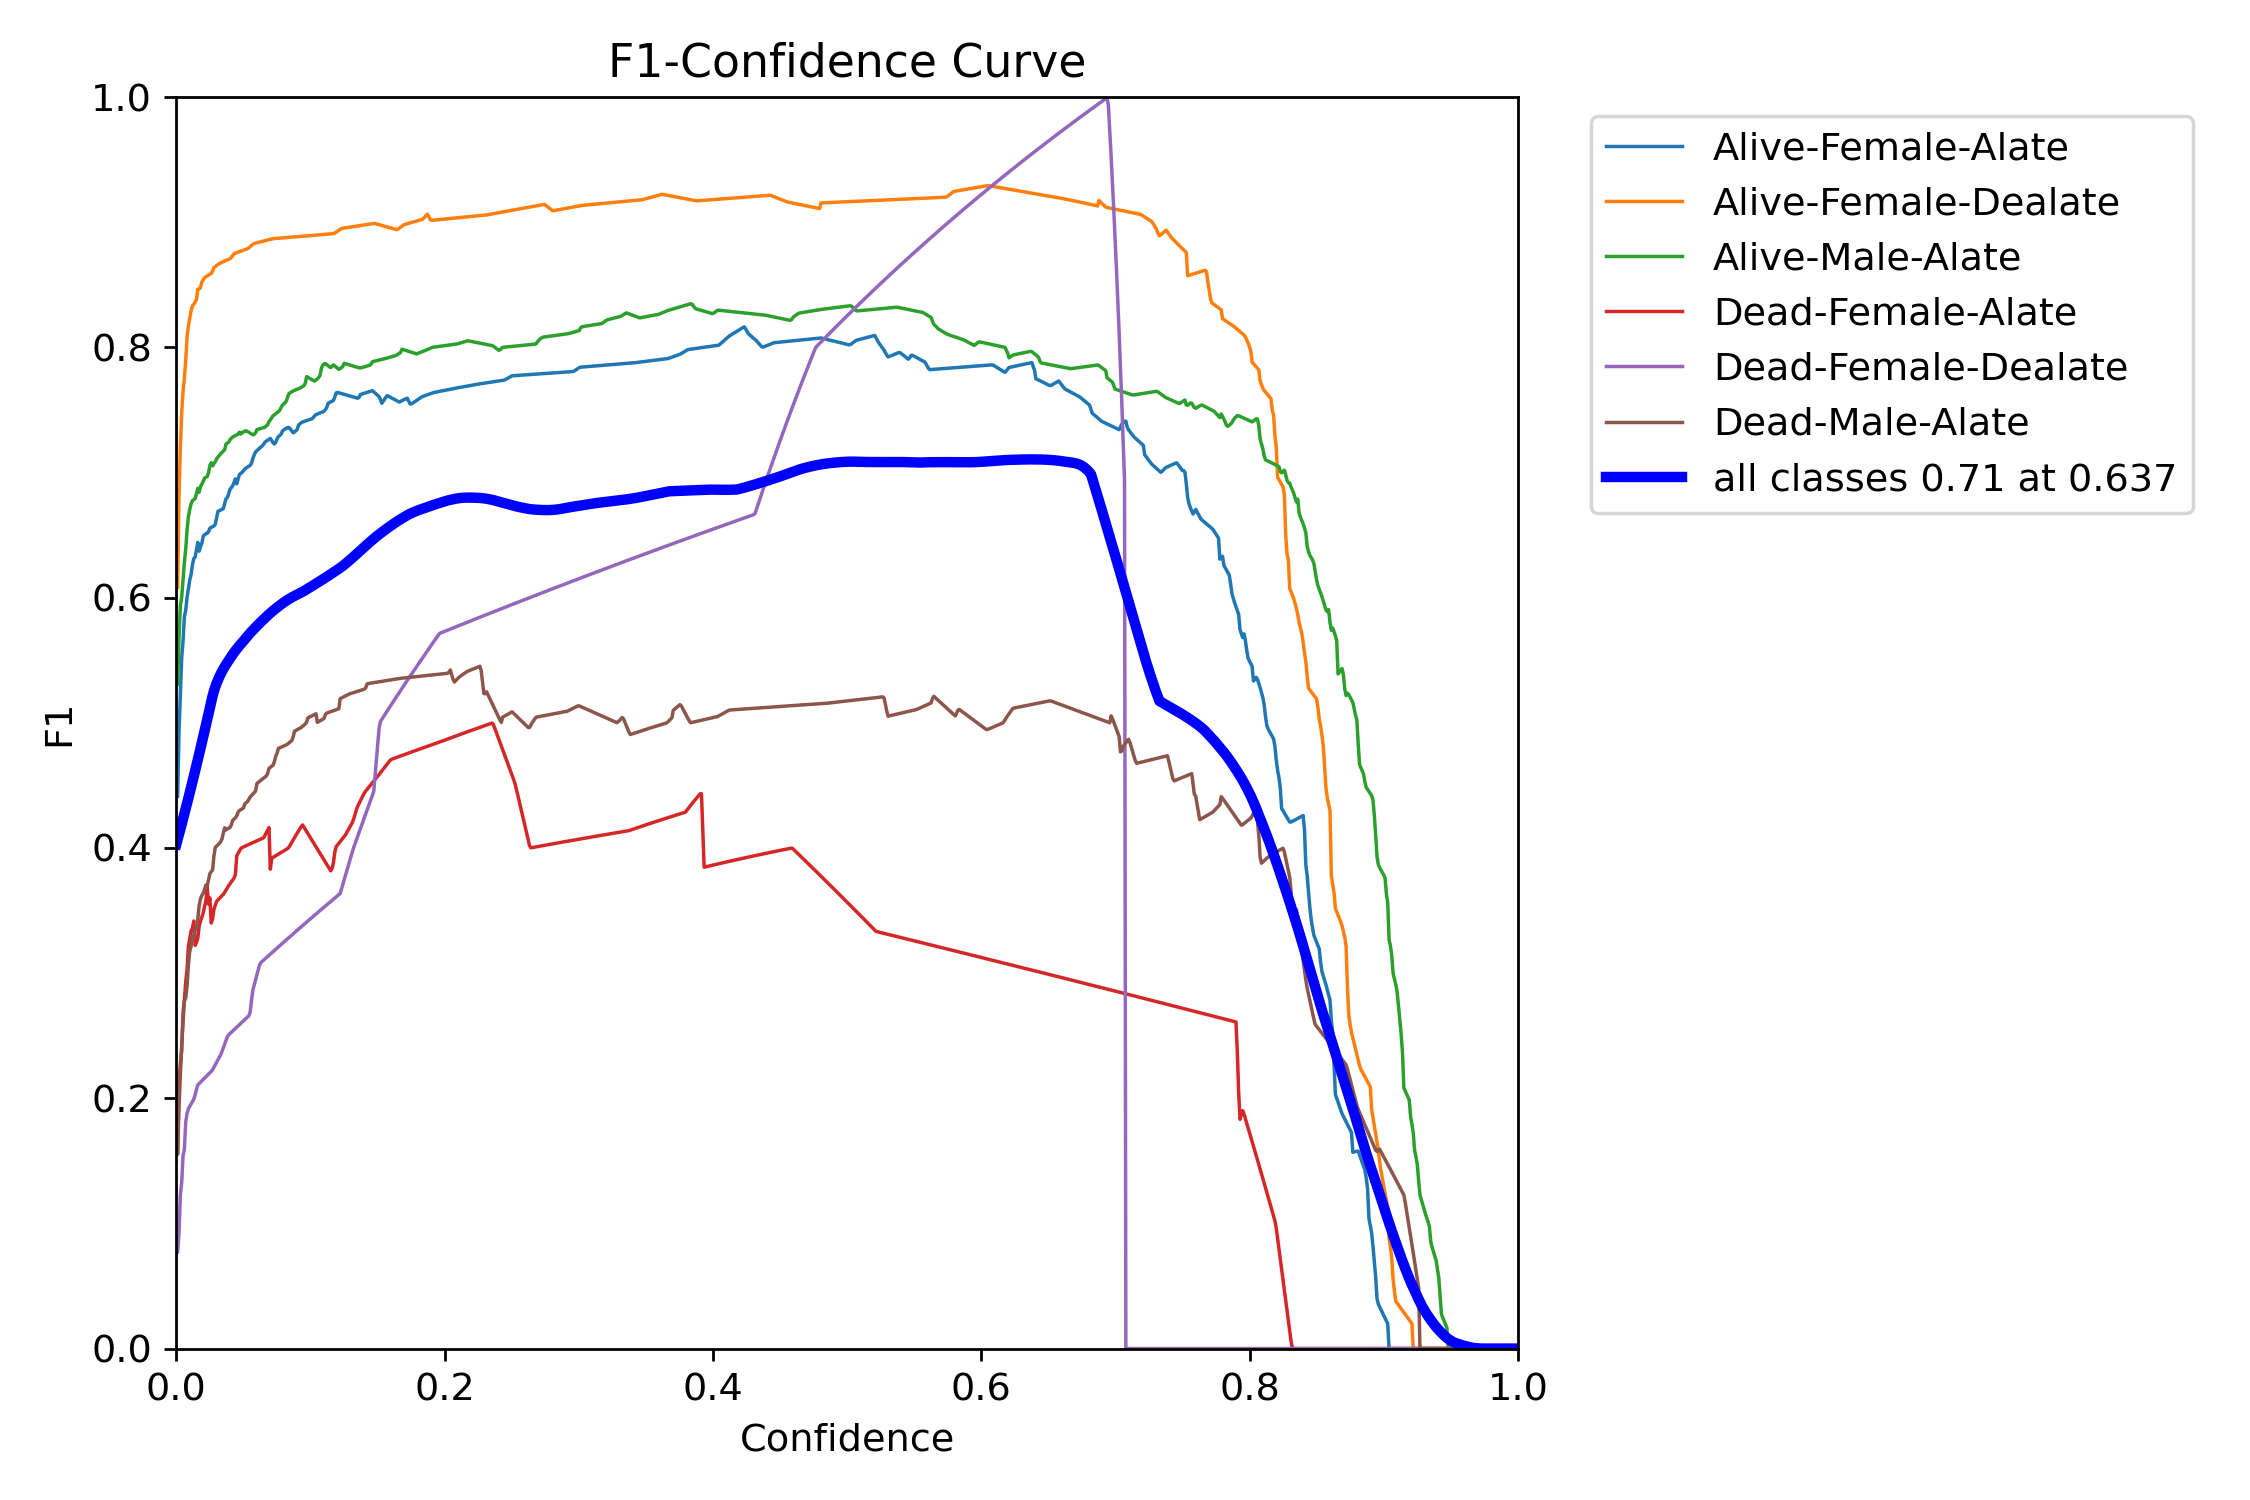 F1-Confidence Curve
1.0
0.8
0.6
0.4
0.2
0.0
F1
0.0 0.2 0.4 0.6 0.8 1.0
Confidence
Alive-Female-Alate
Alive-Female-Dealate
Alive-Male-Alate
Dead-Female-Alate
Dead-Female-Dealate
Dead-Male-Alate
all classes 0.71 at 0.637